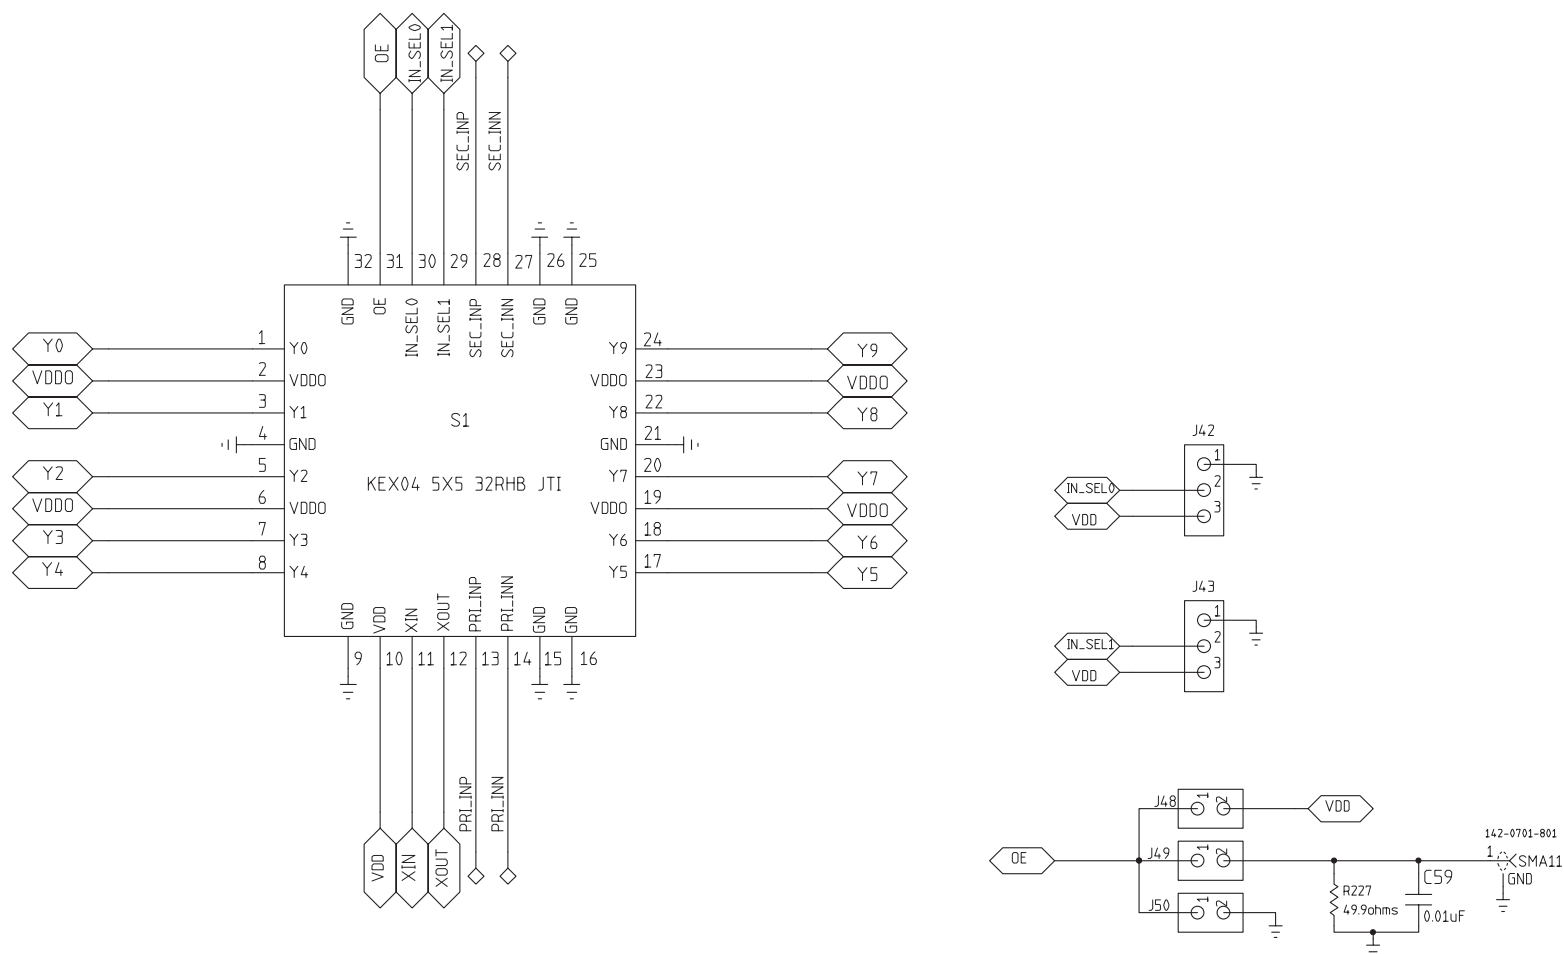 OE
IN_SEL0
IN_SEL1
SEC_INP
SEC_INN
32
31
30
29
28
27
26
25
GND
OE
IN_SEL0
IN_SEL1
SEC_INP
SEC_INN
GND
GND
Y0 1 Y0
VDDO 2 VDDO
Y1 3 Y1
4 GND
Y2 5 Y2
VDDO 6 VDDO
Y3 7 Y3
Y4 8 Y4
S1
KEX04 5X5 32RHB JTI
Y9 24 Y9
VDDO 23 VDDO
Y8 22 Y8
GND 21
Y7 20 Y7
VDDO 19 VDDO
Y6 18 Y6
Y5 17 Y5
GND
VDD
XIN
XOUT
PRI_INP
PRI_INN
GND
GND
9
10
11
12
13
14
15
16
PRI_INP
PRI_INN
VDD
XIN
XOUT
J42
1
IN_SEL0 2
VDD 3
J43
1
IN_SEL1 2
VDD 3
J48 1 2 VDD
OE J49 1 2
J50 1 2
R227
49.9ohms
C59
0.01uF
142-0701-801
1 SMA11
GND